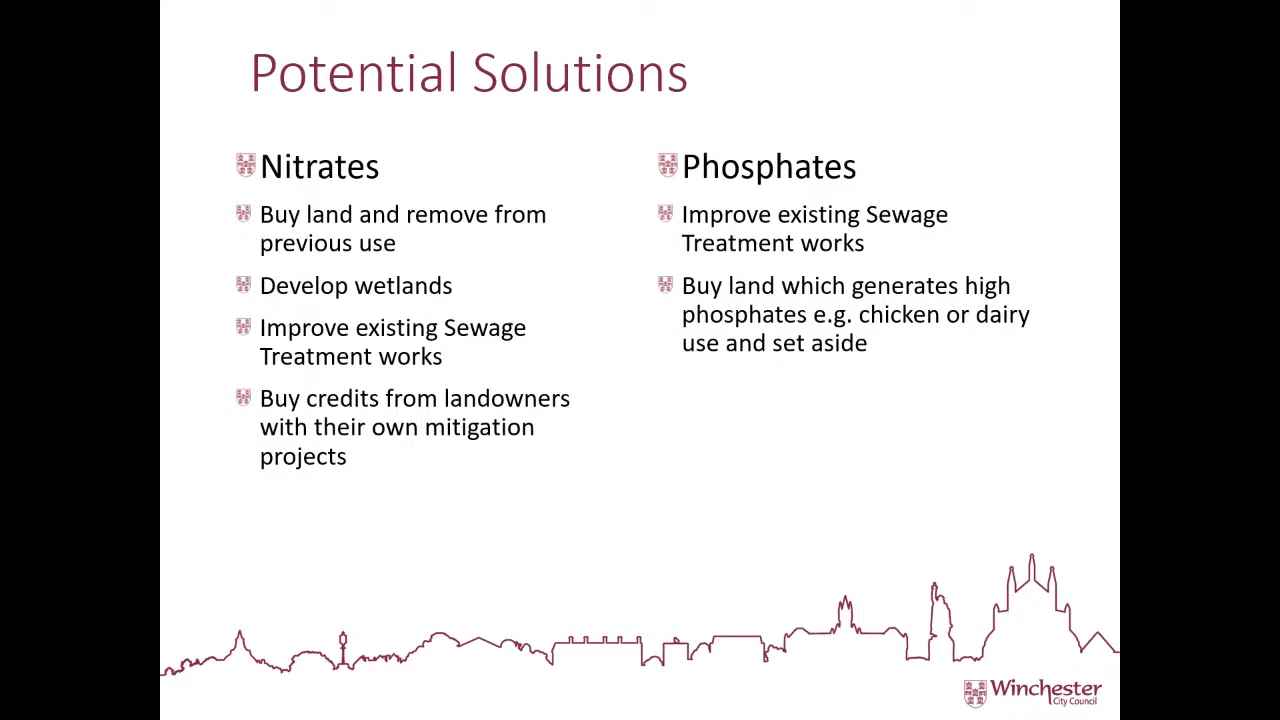 Potential Solutions
Nitrates
Buy land and remove from
previous use
Develop wetlands
Improve existing Sewage
Treatment works
Buy credits from landowners
with their own mitigation
projects
Phosphates
Improve existing Sewage
Treatment works
Buy land which generates high
phosphates e.g. chicken or dairy
use and set aside
Winchester
City Council